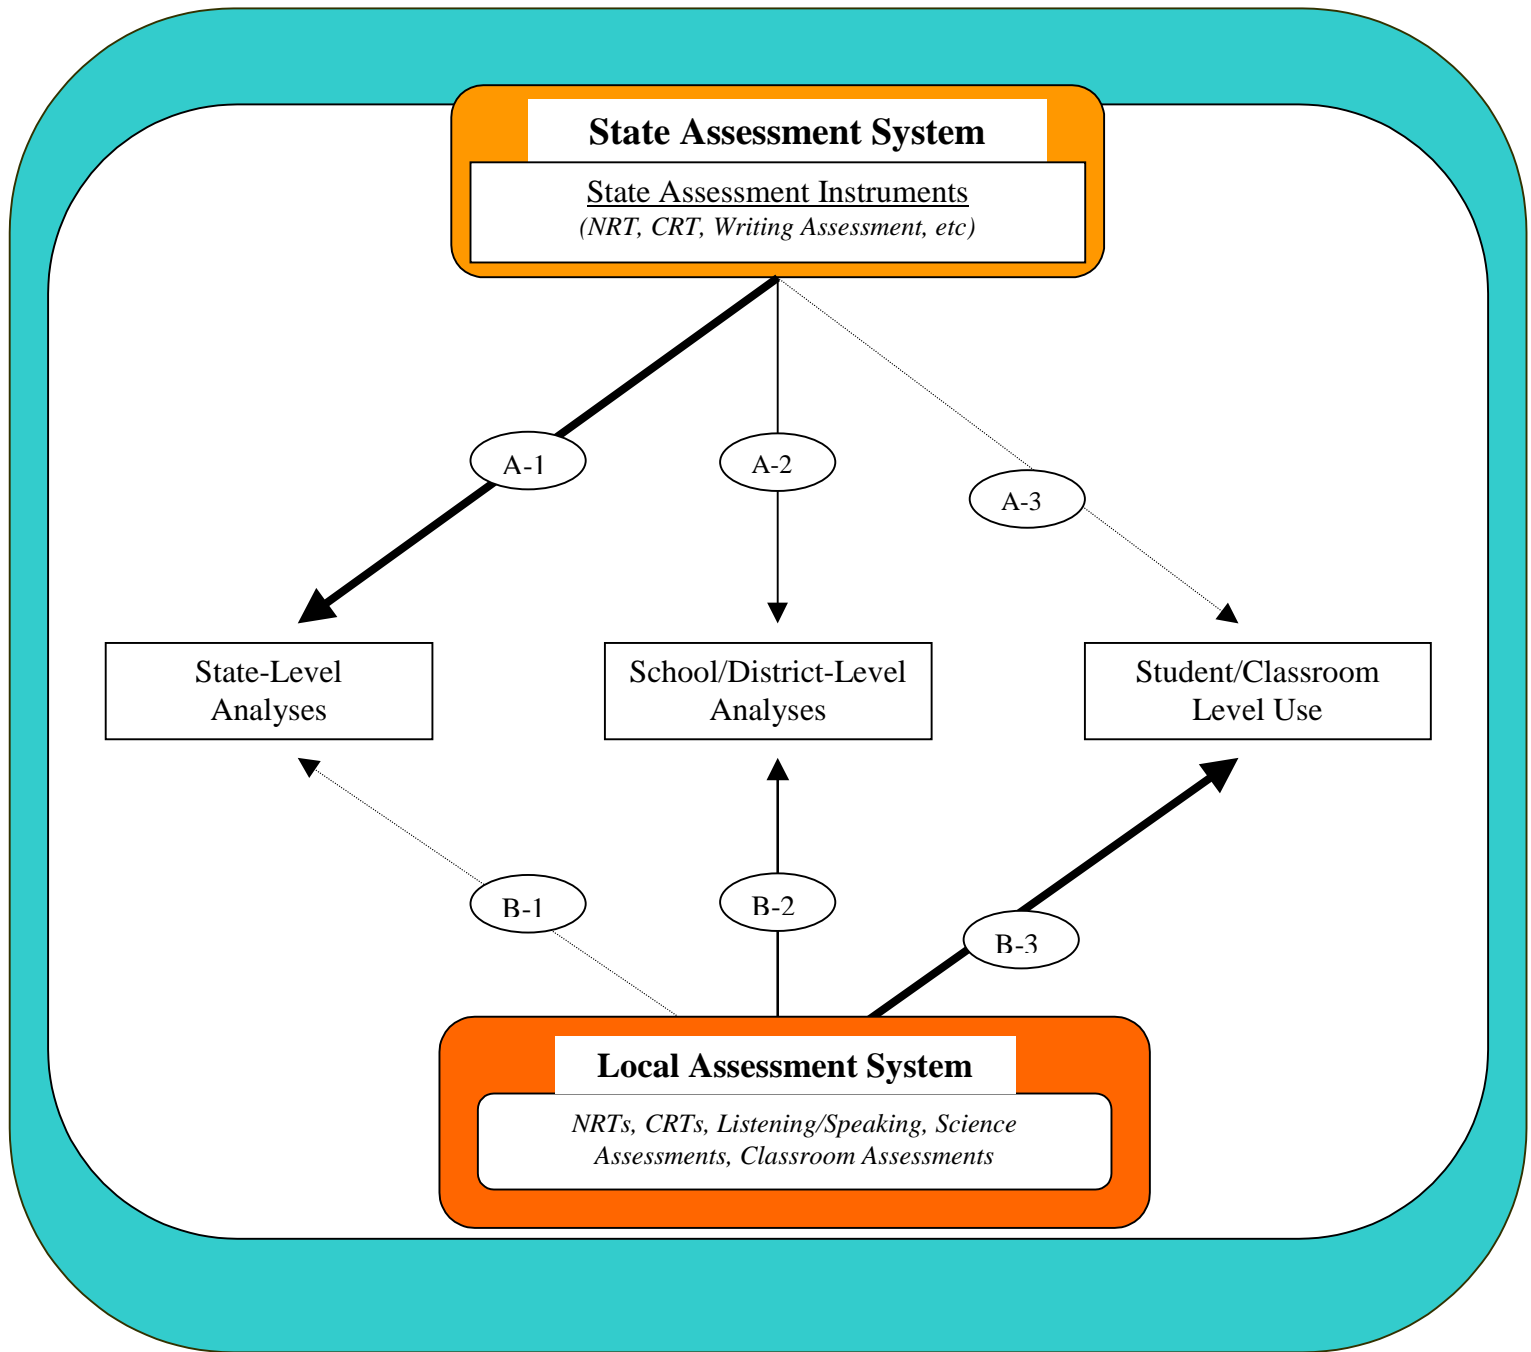 State Assessment System
State Assessment Instruments
(NRT, CRT, Writing Assessment, etc)
A-1
A-2
A-3
State-Level
Analyses
School/District-Level
Analyses
Student/Classroom
Level Use
B-1
B-2
B-3
Local Assessment System
NRTs, CRTs, Listening/Speaking, Science
Assessments, Classroom Assessments